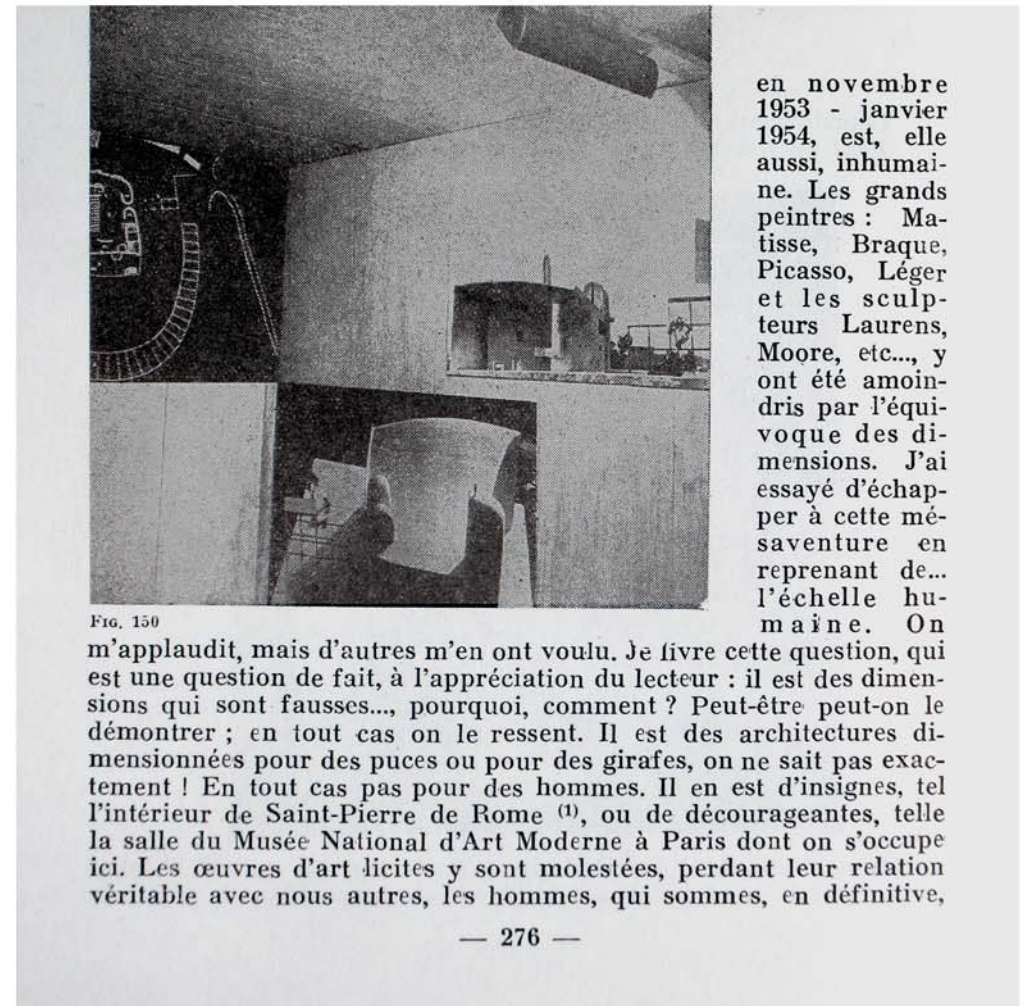 en novembre
1953 - janvier
1954, est, elle
aussi, inhumai-
ne. Les grands
peintres : Ma-
tisse, Braque,
Picasso, Léger
et les sculp-
teurs Laurens,
Moore, etc..., y
ont été amoin-
dris par l'équi-
voque des di-
mensions. J'ai
essayé d'échap-
per à cette mé-
saventure en
reprenant de...
l'échelle hu-
maine. On
FIG. 150
m'applaudit, mais d'autres m'en ont voulu. Je livre cette question, qui
est une question de fait, à l'appréciation du lecteur : il est des dimen-
sions qui sont fausses..., pourquoi, comment ? Peut-être peut-on le
démontrer ; en tout cas on le ressent. Il est des architectures di-
mensionnées pour des puces ou pour des girafes, on ne sait pas exac-
tement ! En tout cas pas pour des hommes. Il en est d'insignes, tel
l'intérieur de Saint-Pierre de Rome (1), ou de décourageantes, telle
la salle du Musée National d'Art Moderne à Paris dont on s'occupe
ici. Les œuvres d'art licites y sont molestées, perdant leur relation
véritable avec nous autres, les hommes, qui sommes, en définitive,
— 276 —